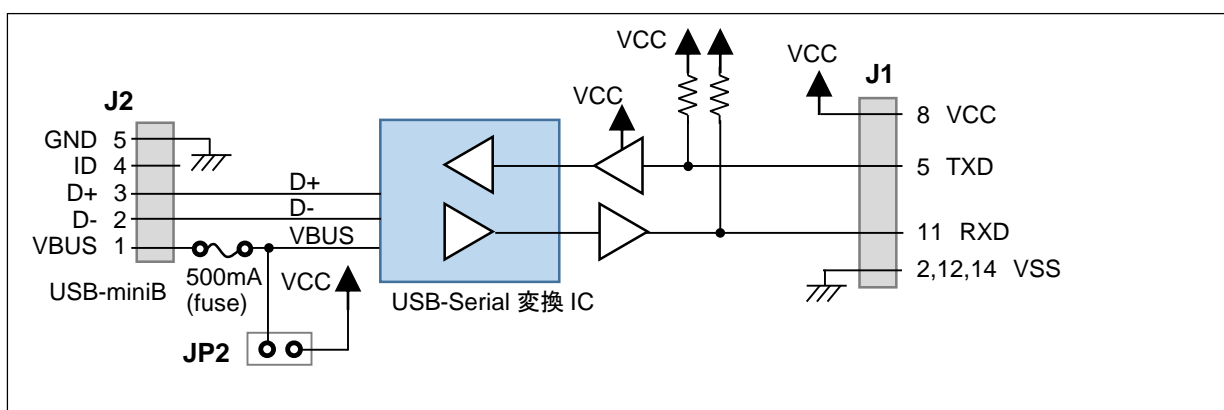 VCC
VCC
J1
J2
VCC
8 VCC
GND 5
ID 4
5 TXD
D+ 3
D+
D- 2
D-
11 RXD
VBUS 1
VBUS
2,12,14 VSS
500mA
(fuse)
VCC
USB-miniB
USB-Serial 変換 IC
JP2